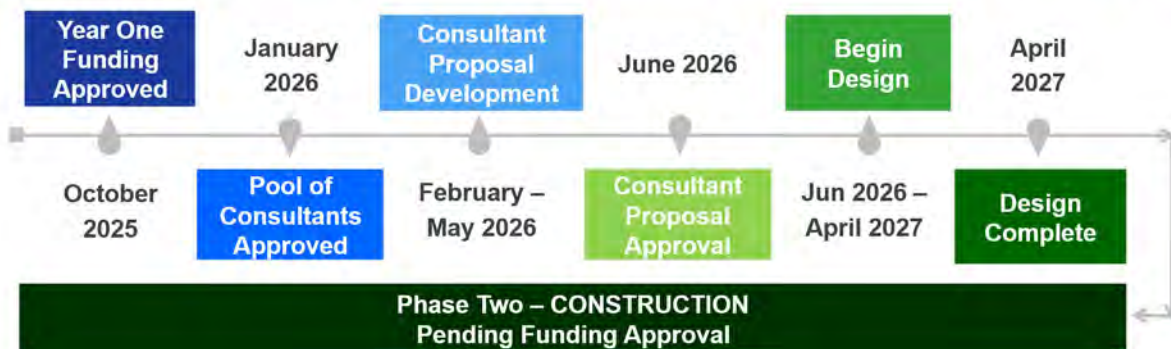 Year One
Funding
Approved
January
2026
Consultant
Proposal
Development
June 2026
Begin
Design
April
2027
October
2025
Pool of
Consultants
Approved
February –
May 2026
Consultant
Proposal
Approval
Jun 2026 –
April 2027
Design
Complete
Phase Two – CONSTRUCTION
Pending Funding Approval